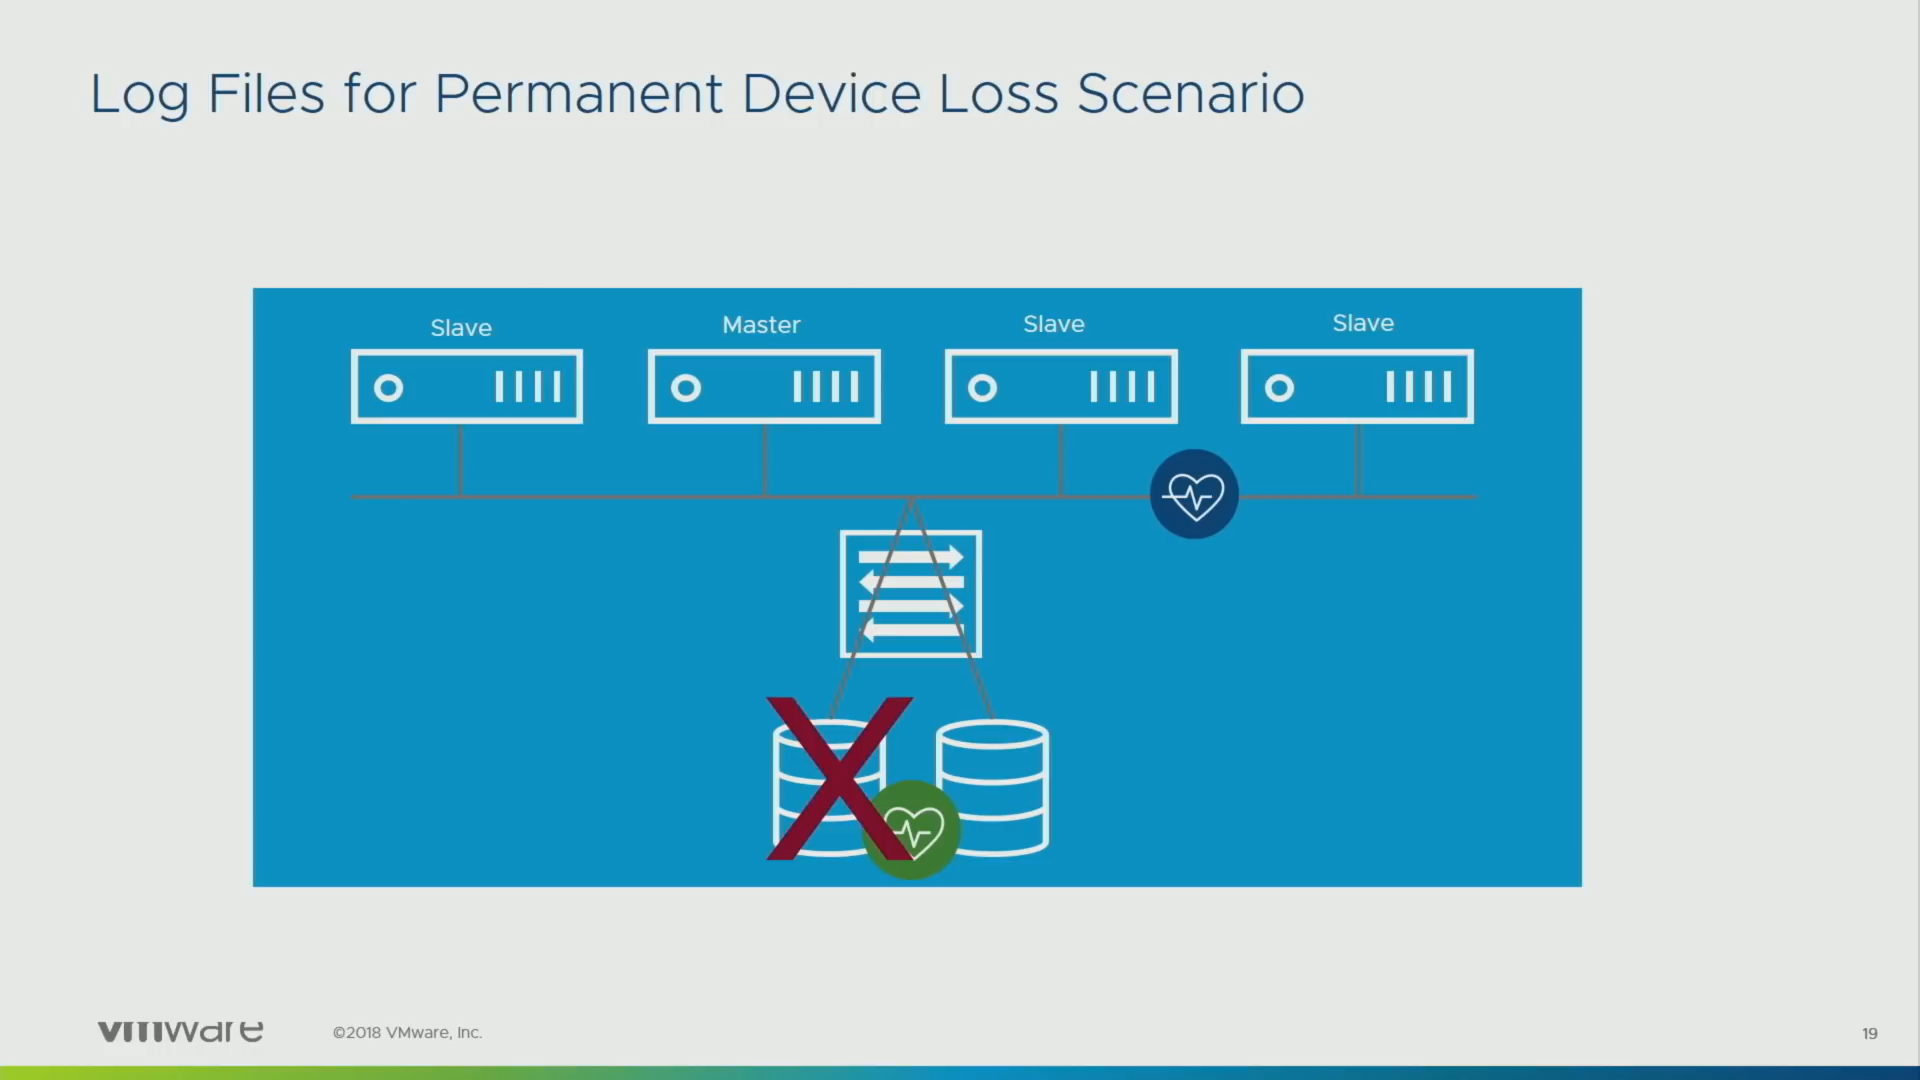 Log Files for Permanent Device Loss Scenario
Slave Master Slave Slave
vmware ©2018 VMware, Inc. 19